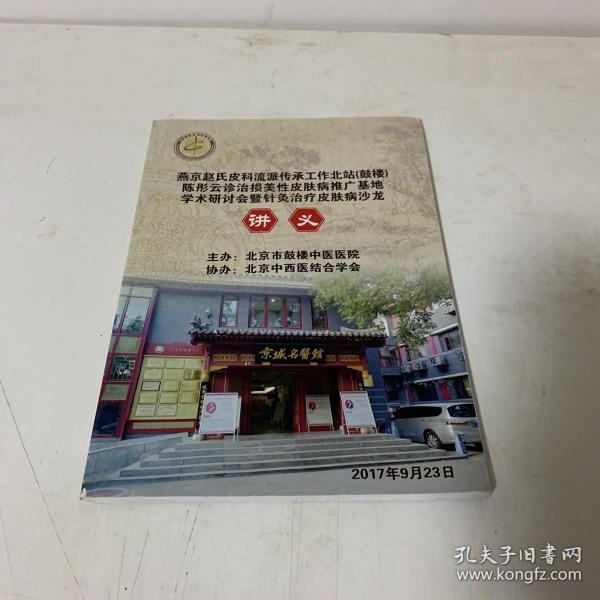 燕京赵氏皮科流派传承工作北站(鼓楼)
陈彤云诊治损美性皮肤病推广基地
学术研讨会暨针灸治疗皮肤病沙龙
讲义
主办：北京市鼓楼中医医院
协办：北京中西医结合学会
京城名醫館
2017年9月23日
孔夫子旧书网
www.kongfz.com